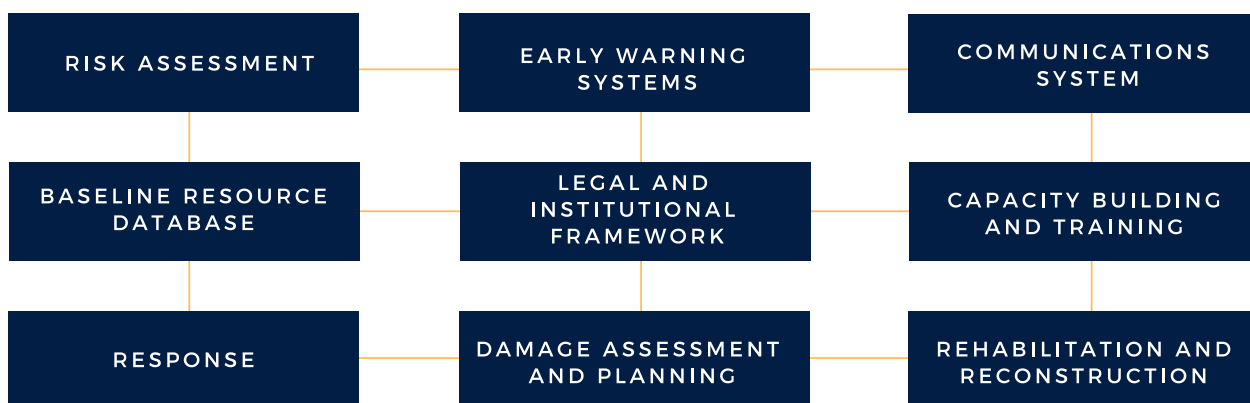 RISK ASSESSMENT
EARLY WARNING
SYSTEMS
COMMUNICATIONS
SYSTEM
BASELINE RESOURCE
DATABASE
LEGAL AND
INSTITUTIONAL
FRAMEWORK
CAPACITY BUILDING
AND TRAINING
RESPONSE
DAMAGE ASSESSMENT
AND PLANNING
REHABILITATION AND
RECONSTRUCTION